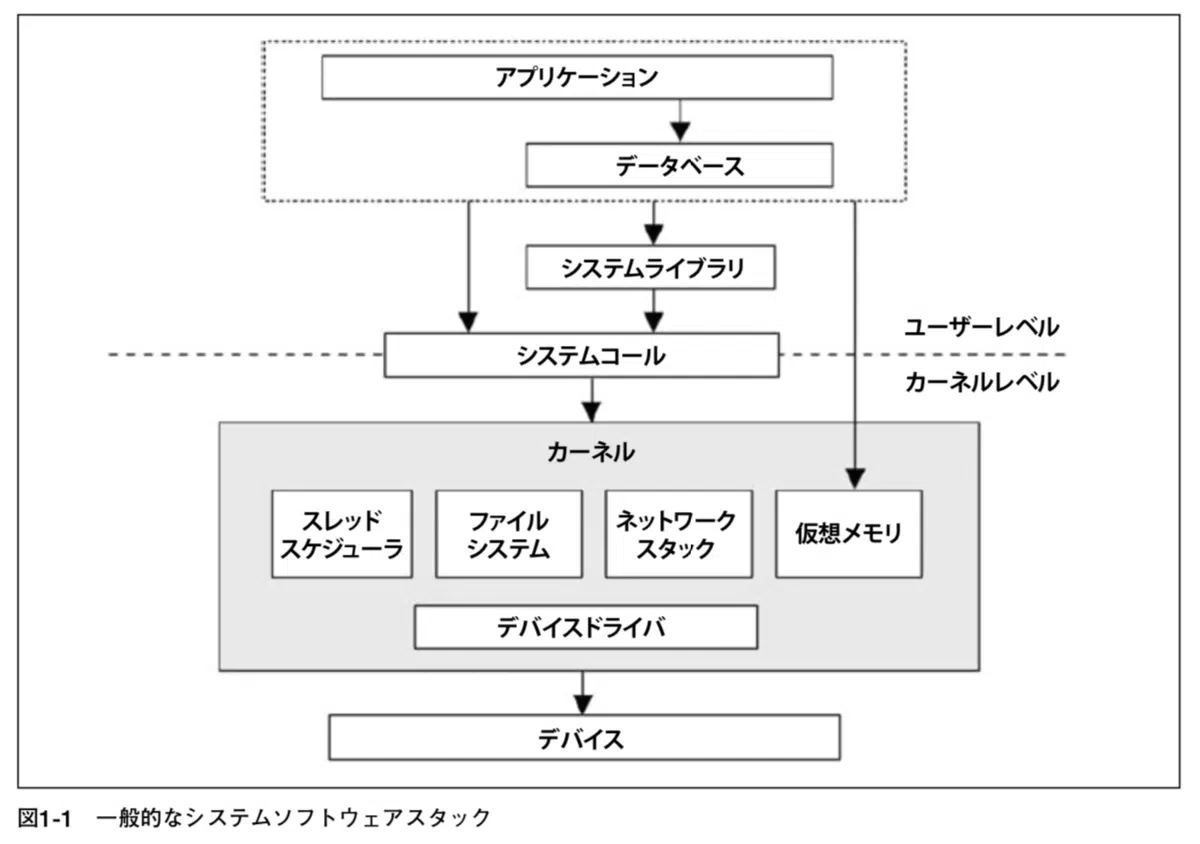 アプリケーション
データベース
システムライブラリ
ユーザーレベル
システムコール
カーネルレベル
カーネル
スレッド
スケジューラ
ファイル
システム
ネットワーク
スタック
仮想メモリ
デバイスドライバ
デバイス
図1-1 一般的なシステムソフトウェアスタック